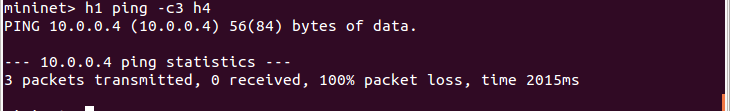 mininet> h1 ping -c3 h4
PING 10.0.0.4 (10.0.0.4) 56(84) bytes of data.
--- 10.0.0.4 ping statistics ---
3 packets transmitted, 0 received, 100% packet loss, time 2015ms